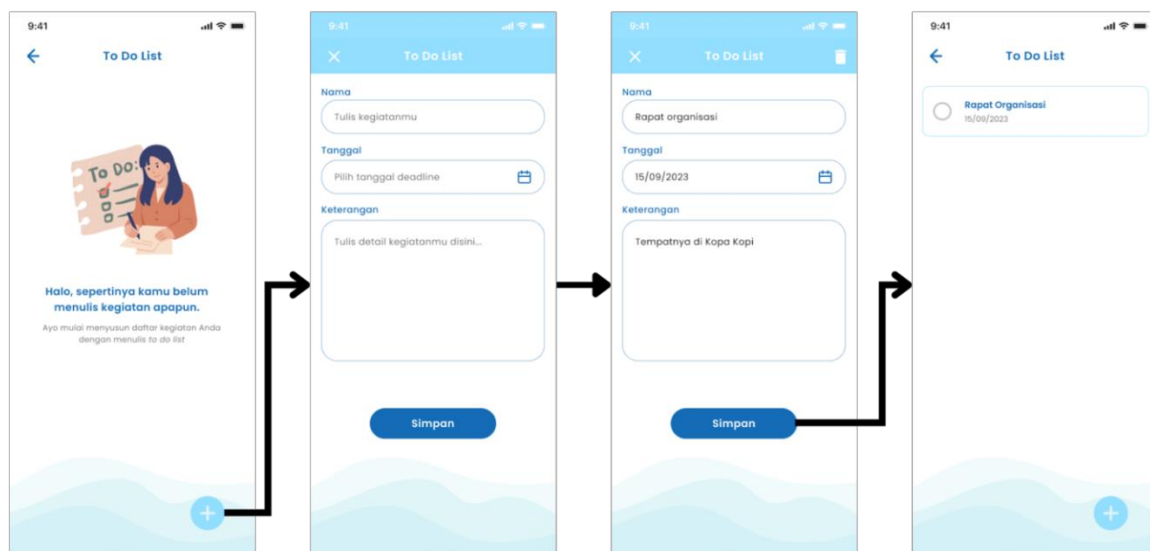 9:41
To Do List
To Do:
Halo, sepertinya kamu belum
menulis kegiatan apapun.
Ayo mulai menyusun daftar kegiatan Anda
dengan menulis to do list
9:41
To Do List
Nama
Tulis kegiatanmu
Tanggal
Pilih tanggal deadline
Keterangan
Tulis detail kegiatanmu disini...
Simpan
9:41
To Do List
Nama
Rapat organisasi
Tanggal
15/09/2023
Keterangan
Tempatnya di Kopa Kopi
Simpan
9:41
To Do List
Rapat Organisasi
15/09/2023